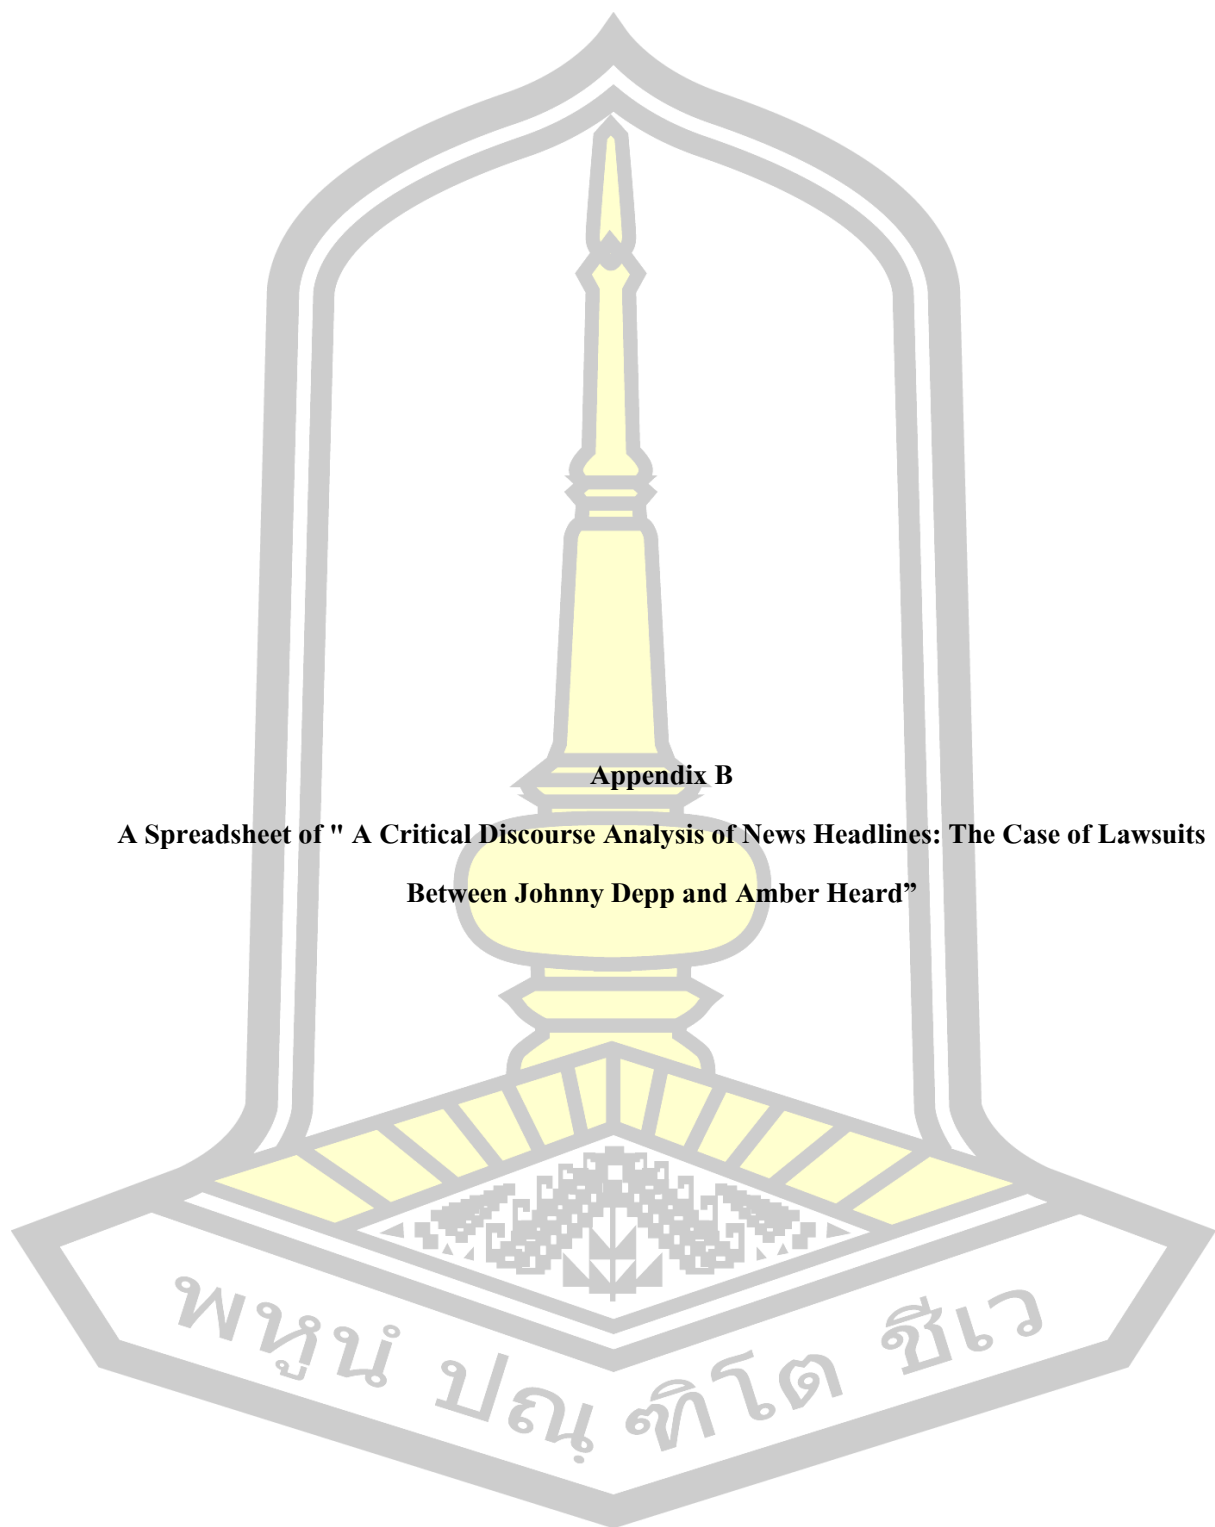 Appendix B
A Spreadsheet of " A Critical Discourse Analysis of News Headlines: The Case of Lawsuits
Between Johnny Depp and Amber Heard”
พหูนํ ปณฺฑิโต ชีเว